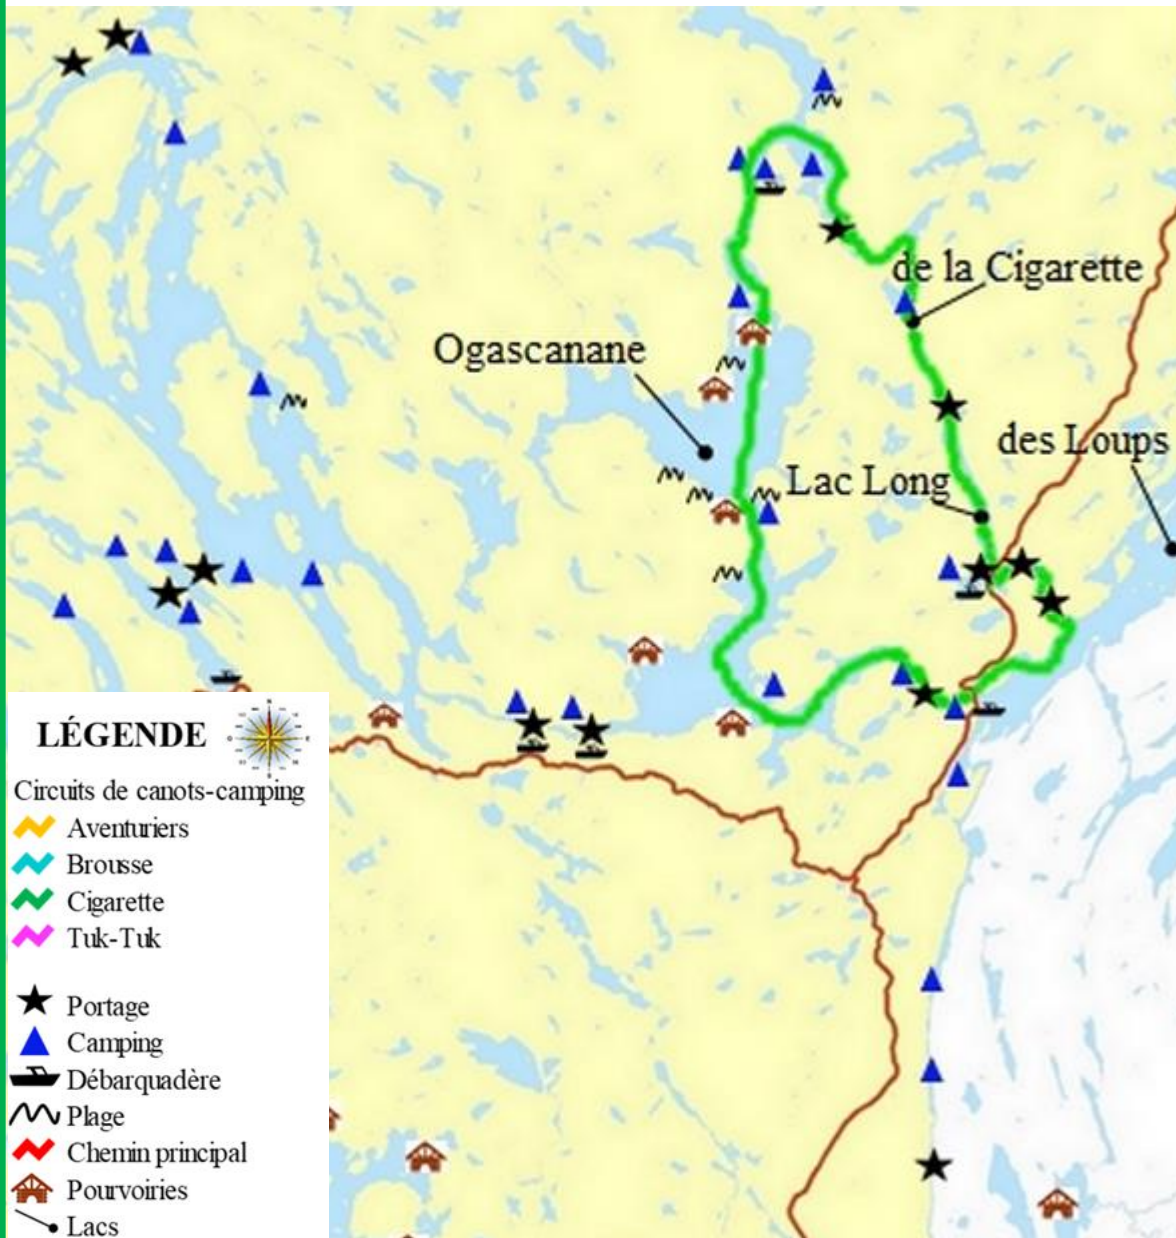 de la Cigarette
Ogascanane
des Loups
Lac Long
LÉGENDE
Circuits de canots-camping
Aventuriers
Brousse
Cigarette
Tuk-Tuk
Portage
Camping
Débarquadère
Plage
Chemin principal
Pourvoiries
Lacs